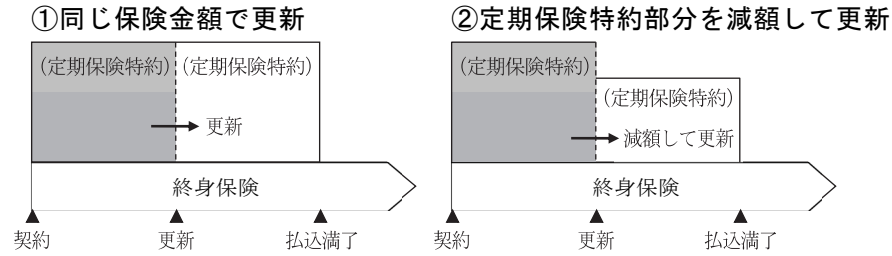 ①同じ保険金額で更新
(定期保険特約)
(定期保険特約)
更新
終身保険
契約
更新
払込満了
②定期保険特約部分を減額して更新
(定期保険特約)
(定期保険特約)
減額して更新
終身保険
契約
更新
払込満了